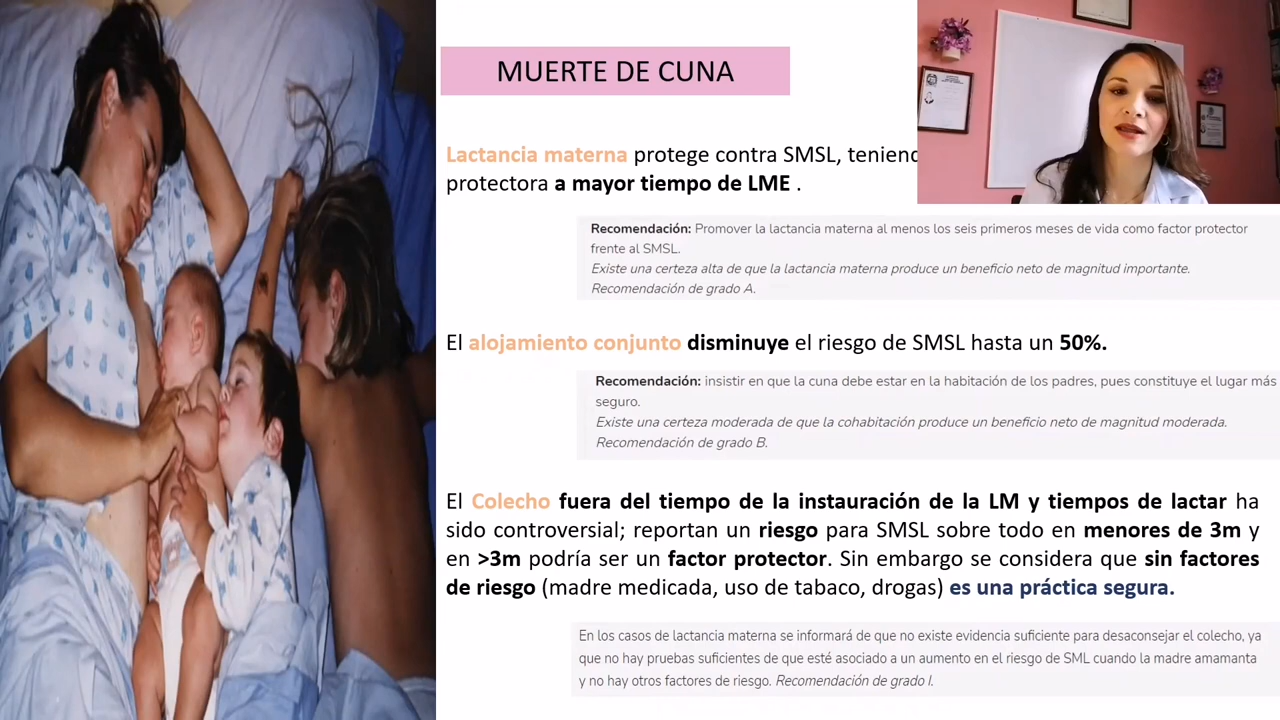 MUERTE DE CUNA
Lactancia materna protege contra SMSL,
protectora a mayor tiempo de LME .
Recomendación: Promover la lactancia materna al menos los seis primeros meses de vida como factor protector
frente al SMSL.
Existe una certeza alta de que la lactancia materna produce un beneficio neto de magnitud importante.
Recomendación de grado A.
El alojamiento conjunto disminuye el riesgo de SMSL hasta un 50%.
Recomendación: insistir en que la cuna debe estar en la habitación de los padres, pues constituye el lugar más
seguro.
Existe una certeza moderada de que la cohabitación produce un beneficio neto de magnitud moderada.
Recomendación de grado B.
El Colecho fuera del tiempo de la instauración de la LM y tiempos de lactar ha
sido controversial; reportan un riesgo para SMSL sobre todo en menores de 3m y
en >3m podría ser un factor protector. Sin embargo se considera que sin factores
de riesgo (madre medicada, uso de tabaco, drogas) es una práctica segura.
En los casos de lactancia materna se informará de que no existe evidencia suficiente para desaconsejar el colecho, ya
que no hay pruebas suficientes de que esté asociado a un aumento en el riesgo de SML cuando la madre amamanta
y no hay otros factores de riesgo. Recomendación de grado I.